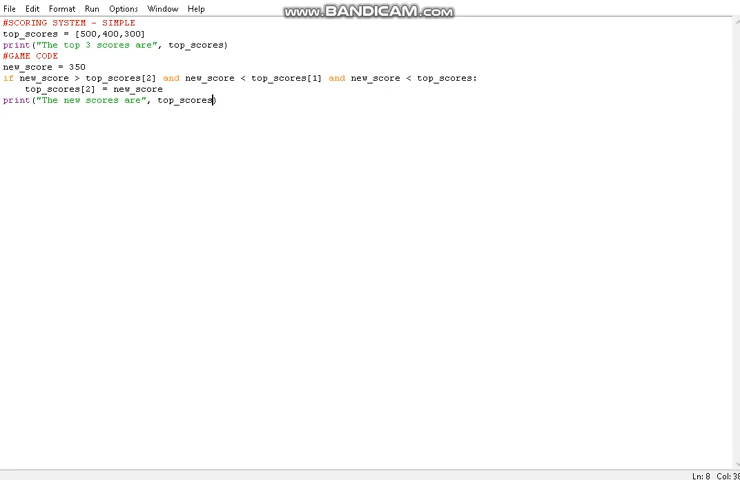 File Edit Format Run Options Window Help
www.BANDICAM.com
#SCORING SYSTEM - SIMPLE
top_scores = [500,400,300]
print("The top 3 scores are", top_scores)
#GAME CODE
new_score = 350
if new_score > top_scores[2] and new_score < top_scores[1] and new_score < top_scores:
    top_scores[2] = new_score
print("The new scores are", top_scores)
Ln: 8 Col: 38